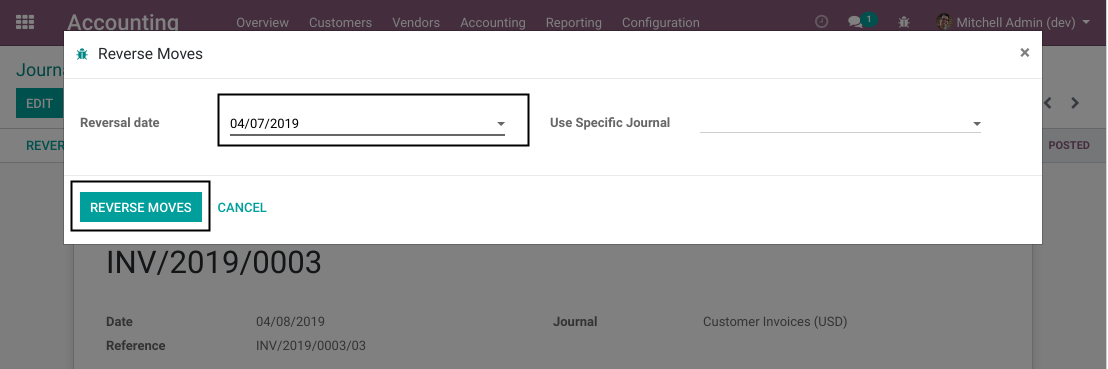 Accounting Overview Customers Vendors Accounting Reporting Configuration 1 Mitchell Admin (dev)
Reverse Moves ×
Journ
EDIT
Reversal date 04/07/2019 Use Specific Journal
REVER POSTED
REVERSE MOVES CANCEL
INV/2019/0003
Date 04/08/2019 Journal Customer Invoices (USD)
Reference INV/2019/0003/03